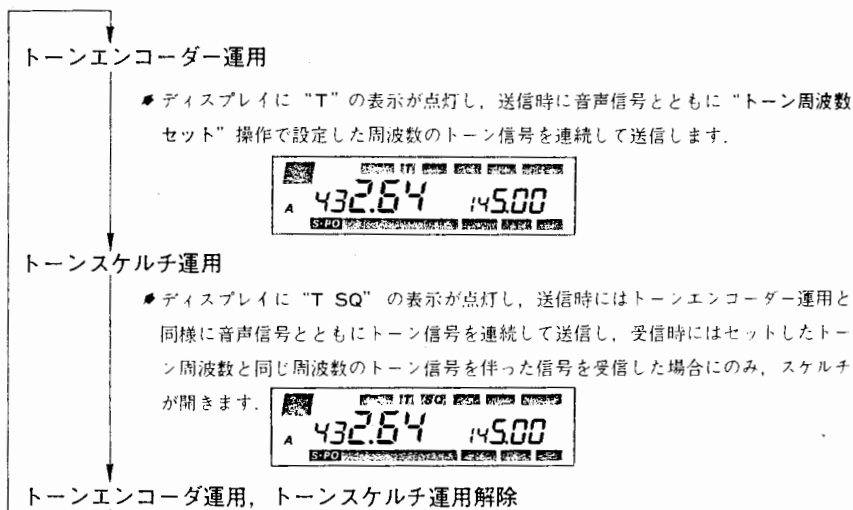 トーンエンコーダー運用
ディスプレイに “T” の表示が点灯し，送信時に音声信号とともに “トーン周波数
セット” 操作で設定した周波数のトーン信号を連続して送信します．
T
A 432.64 145.00
S・PO
トーンスケルチ運用
ディスプレイに “T SQ” の表示が点灯し，送信時にはトーンエンコーダー運用と
同様に音声信号とともにトーン信号を連続して送信し，受信時にはセットしたトー
ン周波数と同じ周波数のトーン信号を伴った信号を受信した場合にのみ，スケルチ
が開きます．
T SQ
A 432.64 145.00
S・PO
トーンエンコーダ運用，トーンスケルチ運用解除